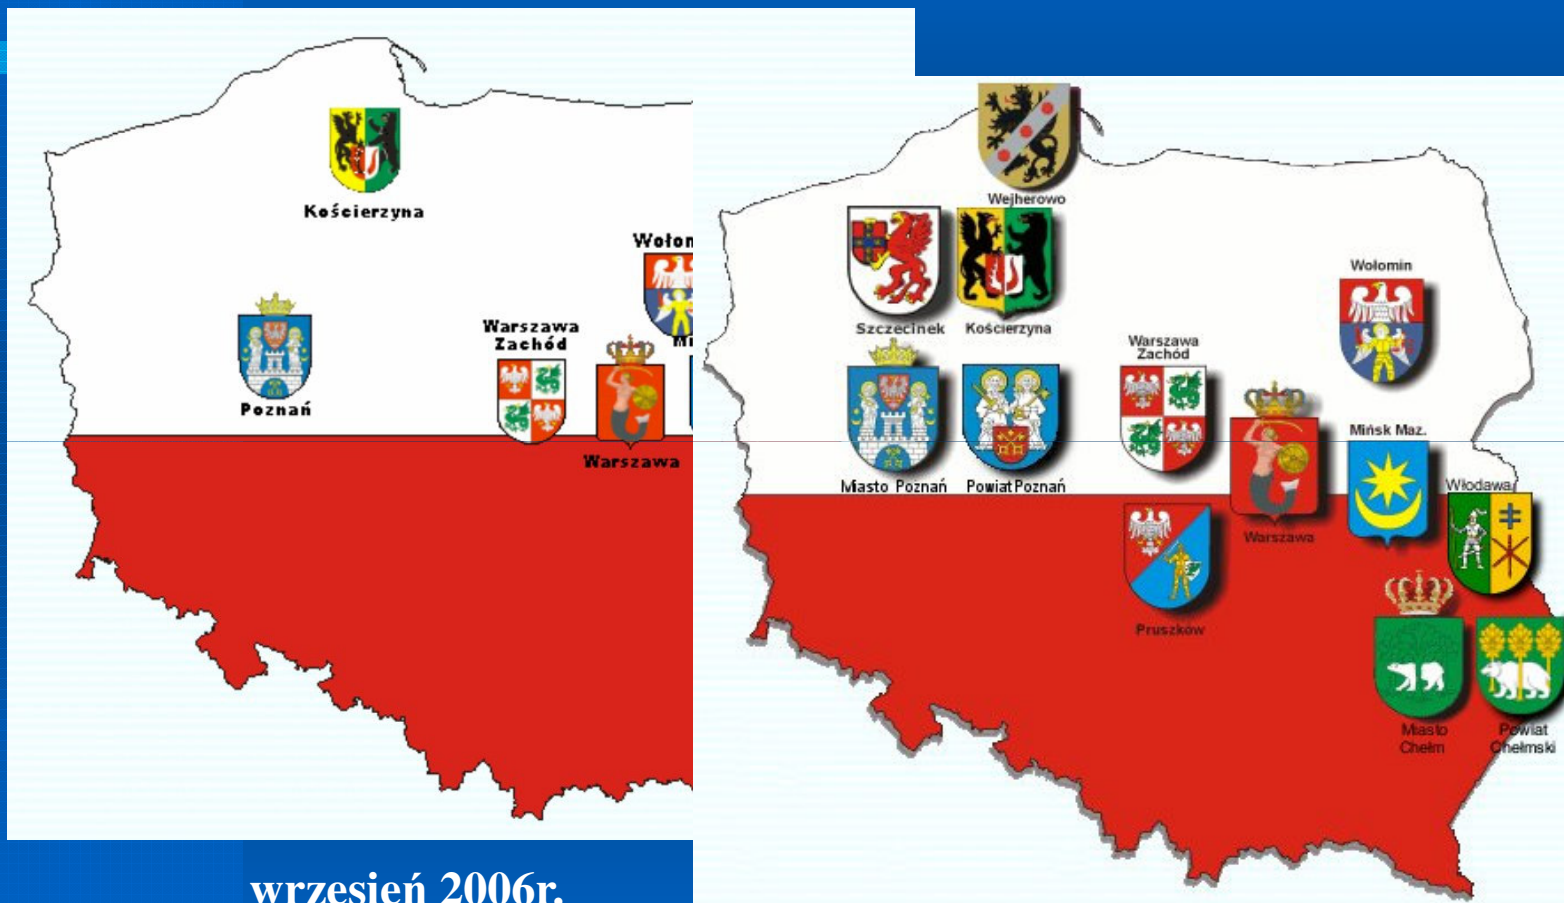 Kościerzyna
Poznań
Warszawa
Zachód
Wołom
Mi
Warszawa
wrzesień 2006r.
Wejherowo
Szczecinek
Kościerzyna
Wołomin
Warszawa
Zachód
Miasto Poznań
Powiat Poznań
Mińsk Maz.
Włodawa
Warszawa
Pruszków
Miasto
Chełm
Powiat
Chełmski